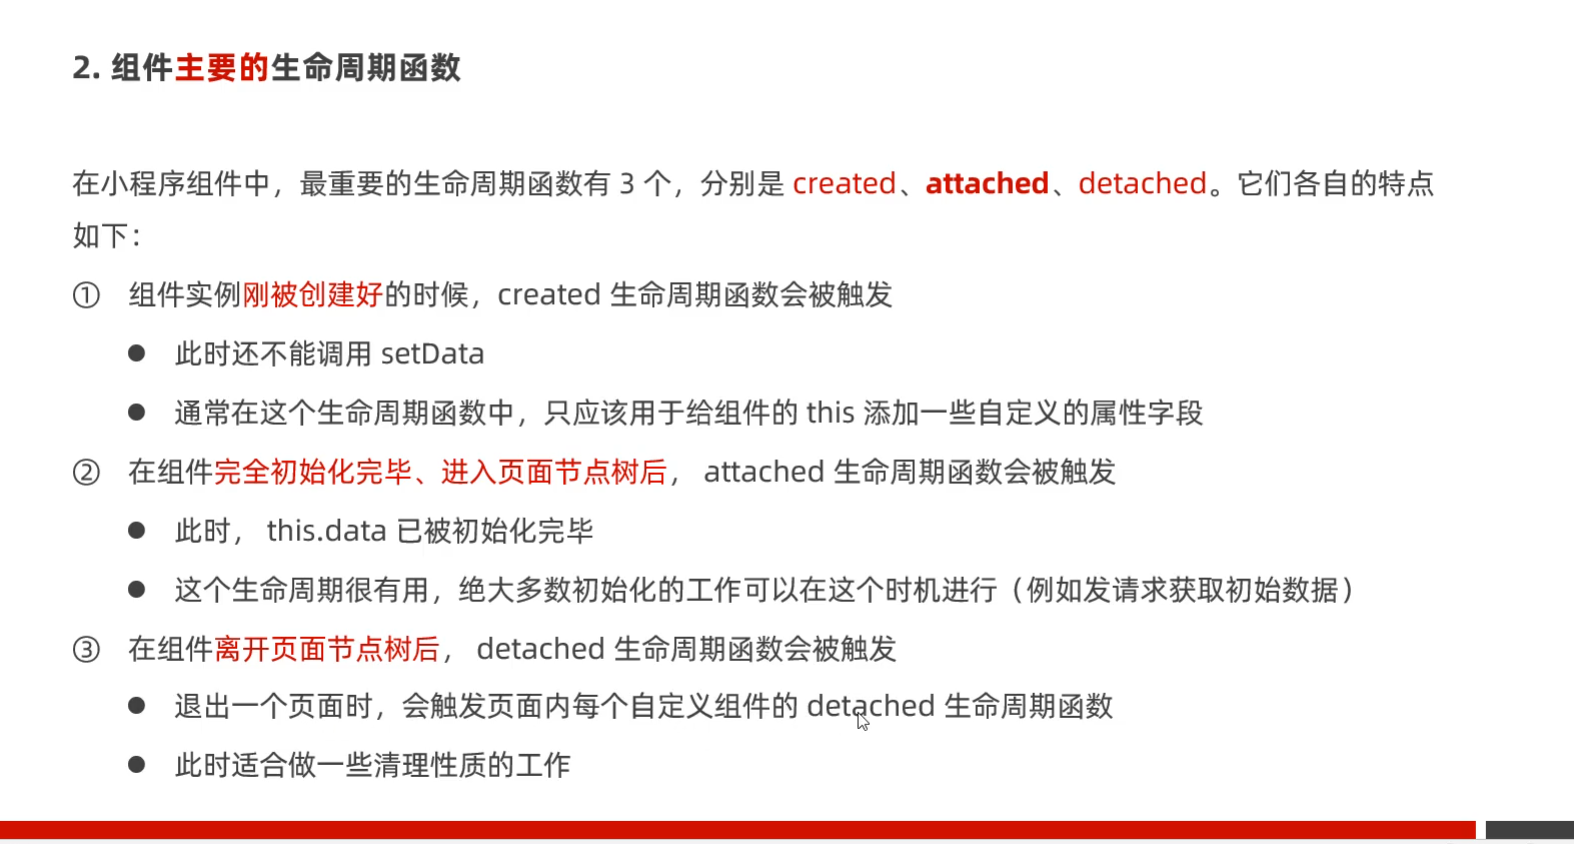 2. 组件主要的生命周期函数
在小程序组件中，最重要的生命周期函数有 3 个，分别是 created、attached、detached。它们各自的特点
如下：
① 组件实例刚被创建好的时候，created 生命周期函数会被触发
● 此时还不能调用 setData
● 通常在这个生命周期函数中，只应该用于给组件的 this 添加一些自定义的属性字段
② 在组件完全初始化完毕、进入页面节点树后， attached 生命周期函数会被触发
● 此时， this.data 已被初始化完毕
● 这个生命周期很有用，绝大多数初始化的工作可以在这个时机进行（例如发请求获取初始数据）
③ 在组件离开页面节点树后， detached 生命周期函数会被触发
● 退出一个页面时，会触发页面内每个自定义组件的 detached 生命周期函数
● 此时适合做一些清理性质的工作